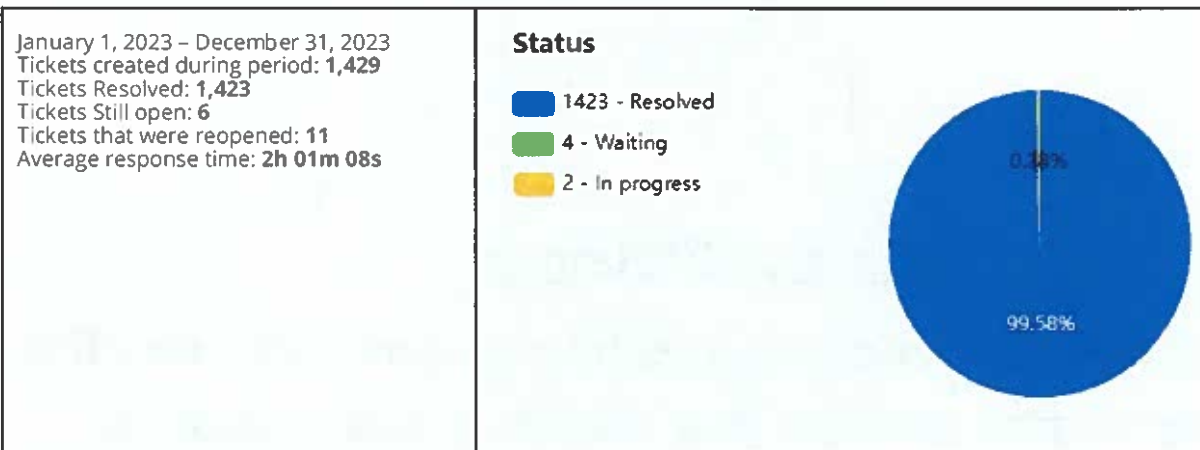 January 1, 2023 – December 31, 2023
Tickets created during period: 1,429
Tickets Resolved: 1,423
Tickets Still open: 6
Tickets that were reopened: 11
Average response time: 2h 01m 08s
Status
1423 - Resolved
4 - Waiting
2 - In progress
99.58%